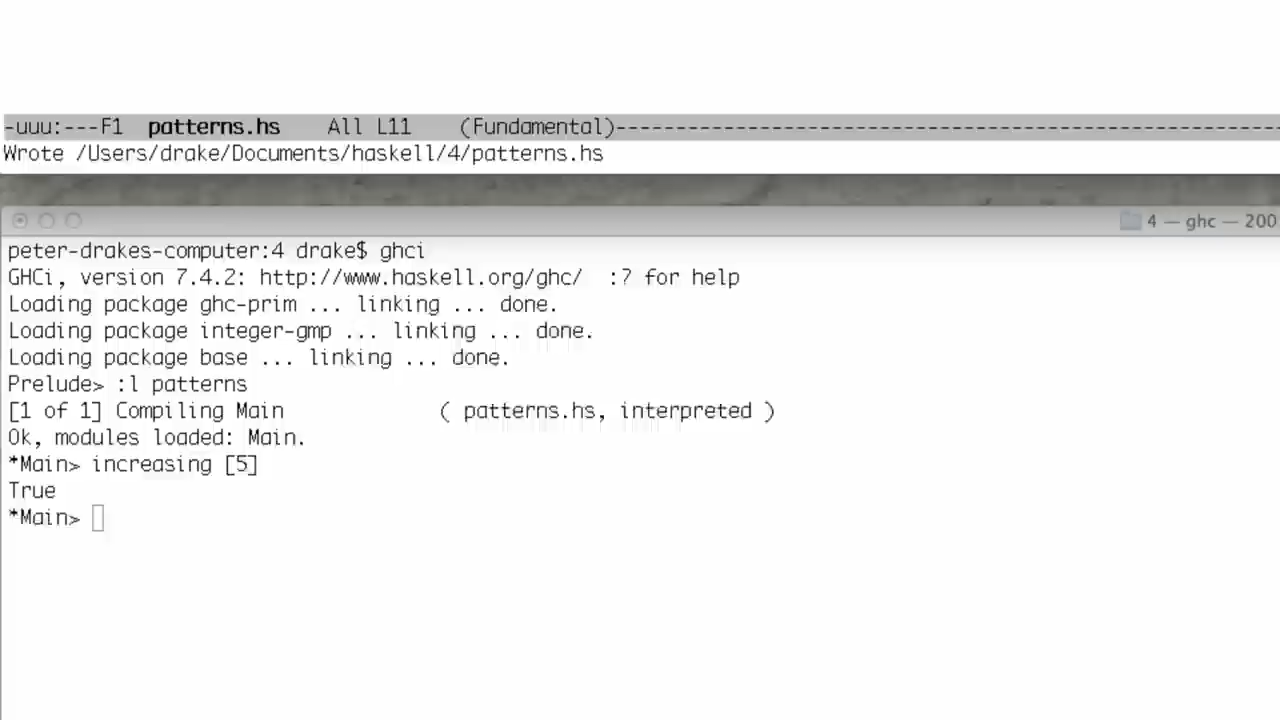 -uuu:---F1  patterns.hs    All L11    (Fundamental)--------------------------------------------------------
Wrote /Users/drake/Documents/haskell/4/patterns.hs
4 — ghc — 200
peter-drakes-computer:4 drake$ ghci
GHCi, version 7.4.2: http://www.haskell.org/ghc/  :? for help
Loading package ghc-prim ... linking ... done.
Loading package integer-gmp ... linking ... done.
Loading package base ... linking ... done.
Prelude> :l patterns
[1 of 1] Compiling Main             ( patterns.hs, interpreted )
Ok, modules loaded: Main.
*Main> increasing [5]
True
*Main>